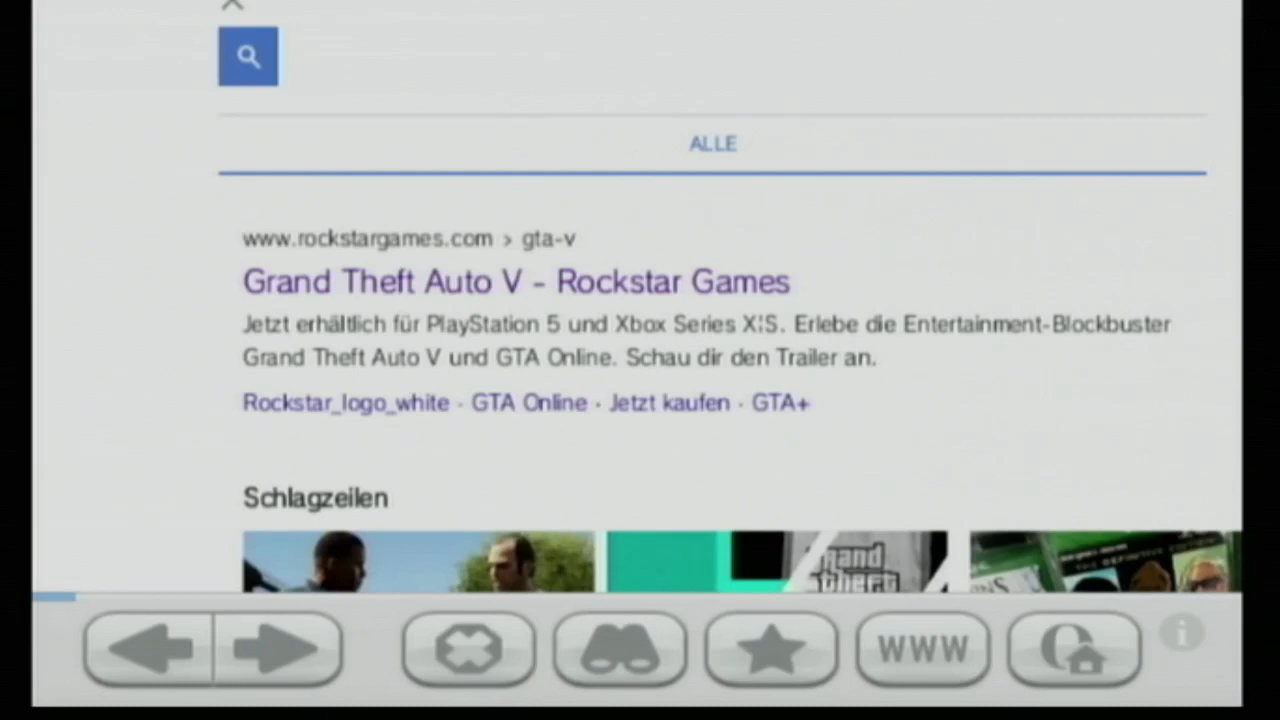 ALLE
www.rockstargames.com › gta-v
Grand Theft Auto V - Rockstar Games
Jetzt erhältlich für PlayStation 5 und Xbox Series X|S. Erlebe die Entertainment-Blockbuster
Grand Theft Auto V und GTA Online. Schau dir den Trailer an.
Rockstar_logo_white · GTA Online · Jetzt kaufen · GTA+
Schlagzeilen
grand
theft
WWW